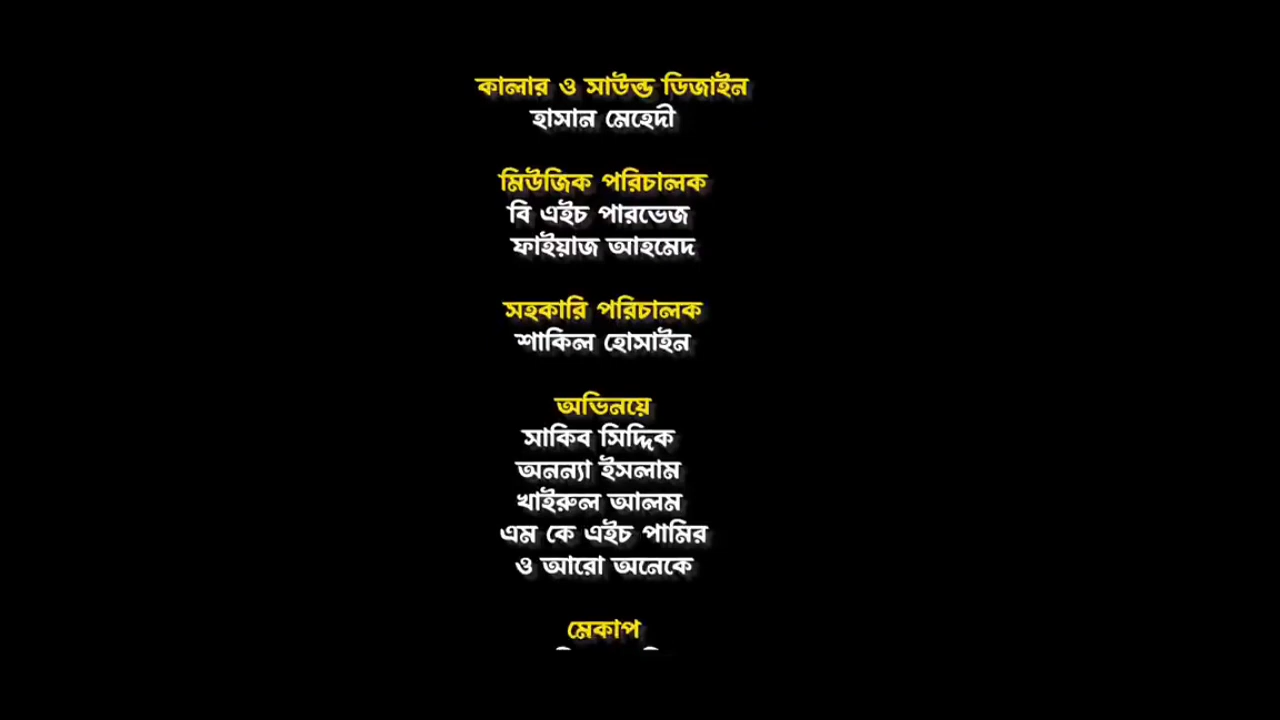 কালার ও সাউন্ড ডিজাইন
হাসান মেহেদী
মিউজিক পরিচালক
বি এইচ পারভেজ
ফাইয়াজ আহমেদ
সহকারি পরিচালক
শাকিল হোসাইন
অভিনয়ে
সাকিব সিদ্দিক
অনন্যা ইসলাম
খাইরুল আলম
এম কে এইচ পামির
ও আরো অনেকে
মেকাপ